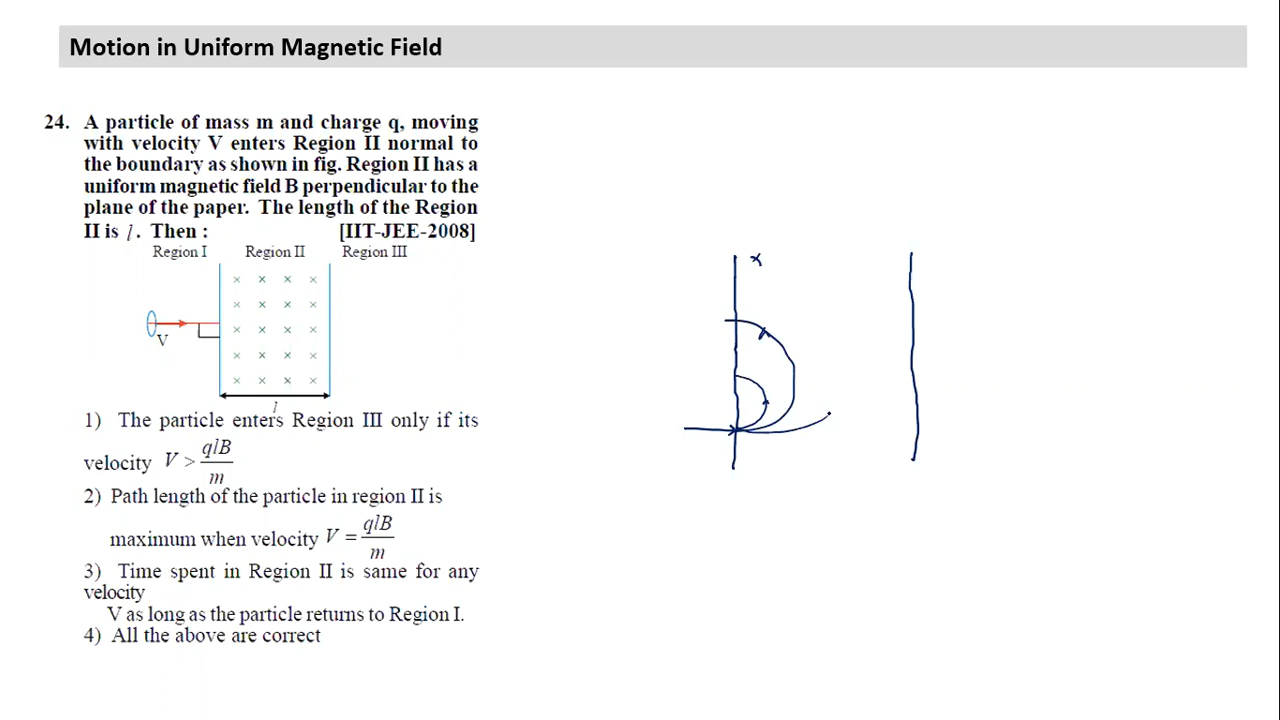 Motion in Uniform Magnetic Field
24. A particle of mass m and charge q, moving
with velocity V enters Region II normal to
the boundary as shown in fig. Region II has a
uniform magnetic field B perpendicular to the
plane of the paper. The length of the Region
II is l. Then : [IIT-JEE-2008]
Region I Region II Region III
× × × ×
× × × ×
V × × × ×
× × × ×
× × × ×
l
1) The particle enters Region III only if its
velocity V > qlB/m
2) Path length of the particle in region II is
maximum when velocity V = qlB/m
3) Time spent in Region II is same for any
velocity
V as long as the particle returns to Region I.
4) All the above are correct
x